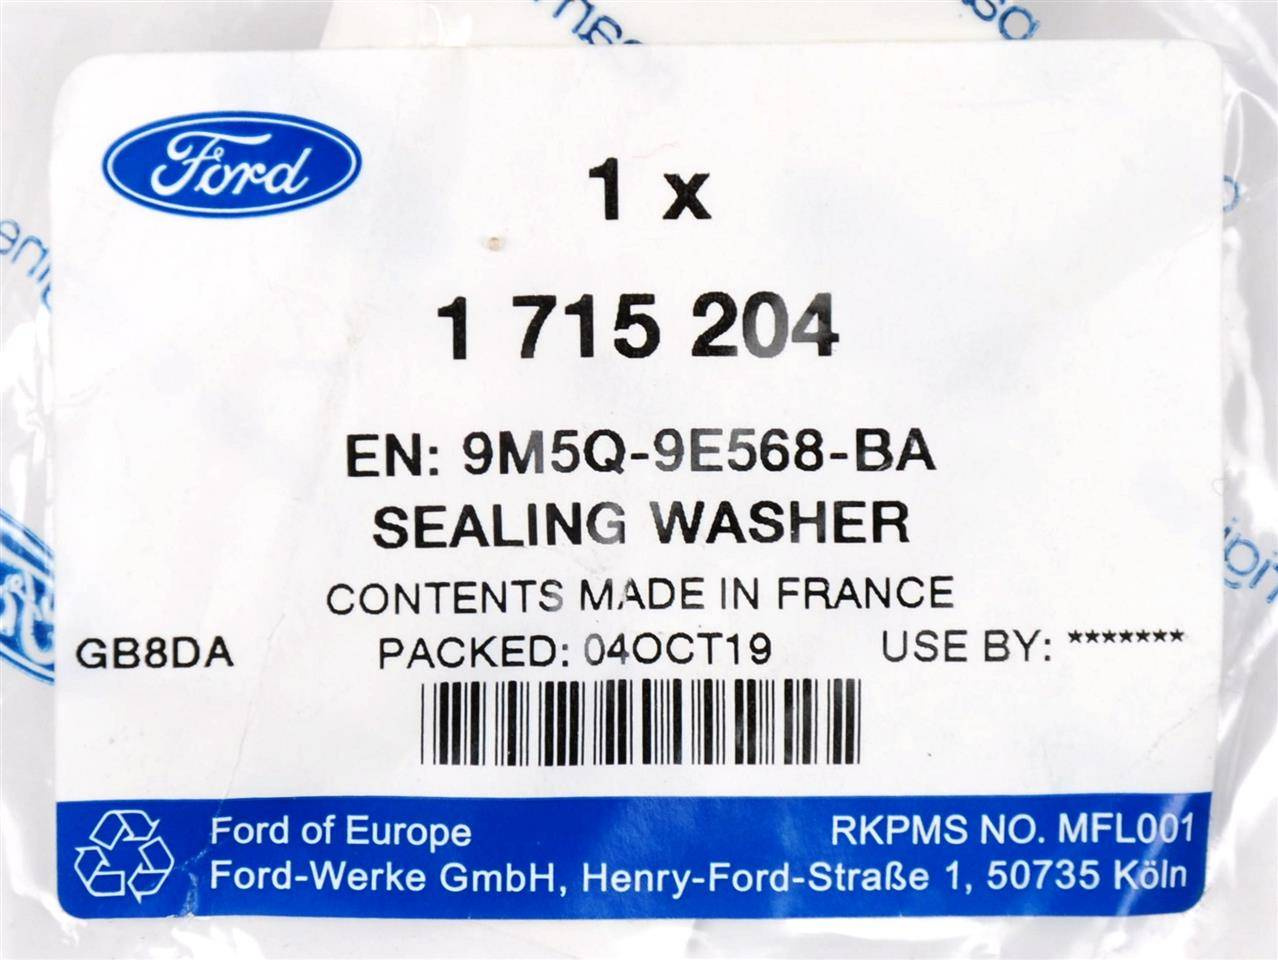 Ford
1 x
1 715 204
EN: 9M5Q-9E568-BA
SEALING WASHER
CONTENTS MADE IN FRANCE
GB8DA PACKED: 04OCT19 USE BY: *******
Ford of Europe RKPMS NO. MFL001
Ford-Werke GmbH, Henry-Ford-Straße 1, 50735 Köln